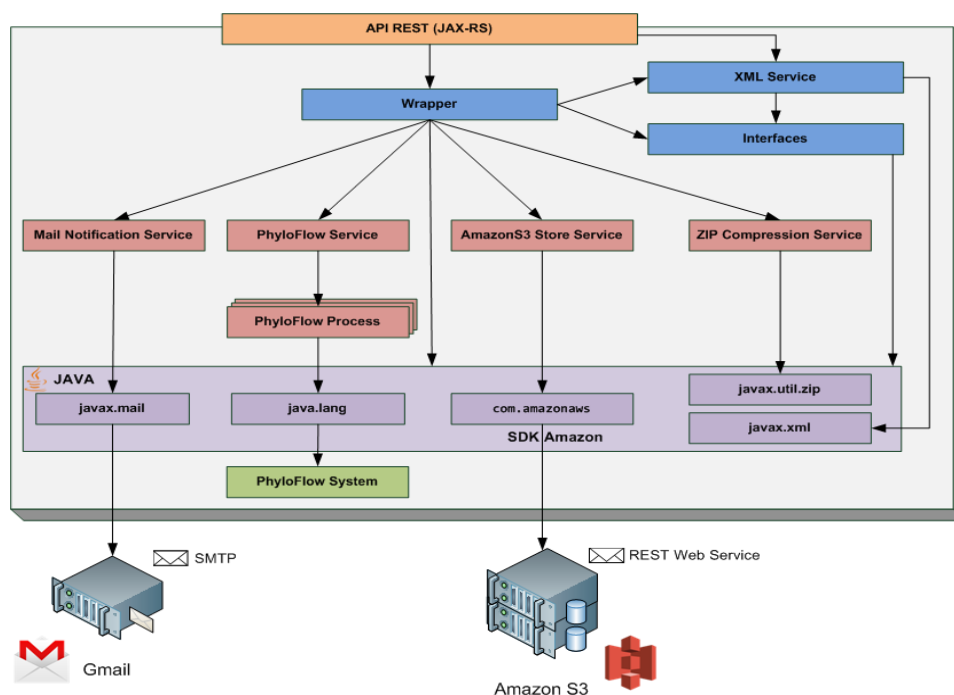 API REST (JAX-RS)
XML Service
Wrapper
Interfaces
Mail Notification Service
PhyloFlow Service
AmazonS3 Store Service
ZIP Compression Service
PhyloFlow Process
JAVA
javax.mail
java.lang
com.amazonaws
javax.util.zip
javax.xml
SDK Amazon
PhyloFlow System
SMTP
REST Web Service
Gmail
Amazon S3